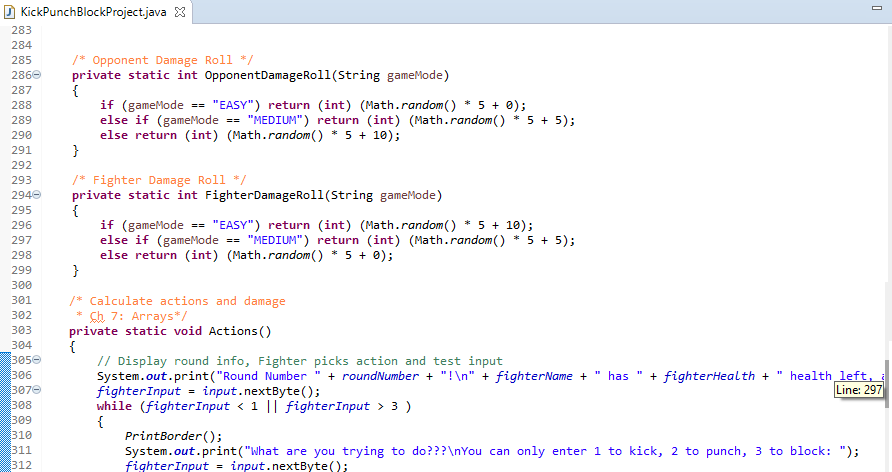 KickPunchBlockProject.java
283
284
285 /* Opponent Damage Roll */
286 private static int OpponentDamageRoll(String gameMode)
287 {
288 if (gameMode == "EASY") return (int) (Math.random() * 5 + 0);
289 else if (gameMode == "MEDIUM") return (int) (Math.random() * 5 + 5);
290 else return (int) (Math.random() * 5 + 10);
291 }
292
293 /* Fighter Damage Roll */
294 private static int FighterDamageRoll(String gameMode)
295 {
296 if (gameMode == "EASY") return (int) (Math.random() * 5 + 10);
297 else if (gameMode == "MEDIUM") return (int) (Math.random() * 5 + 5);
298 else return (int) (Math.random() * 5 + 0);
299 }
300
301 /* Calculate actions and damage
302 * Ch 7: Arrays*/
303 private static void Actions()
304 {
305 // Display round info, Fighter picks action and test input
306 System.out.print("Round Number " + roundNumber + "!\n" + fighterName + " has " + fighterHealth + " health left,
307 fighterInput = input.nextByte();
Line: 297
308 while (fighterInput < 1 || fighterInput > 3 )
309 {
310 PrintBorder();
311 System.out.print("What are you trying to do???\nYou can only enter 1 to kick, 2 to punch, 3 to block: ");
312 fighterInput = input.nextByte();